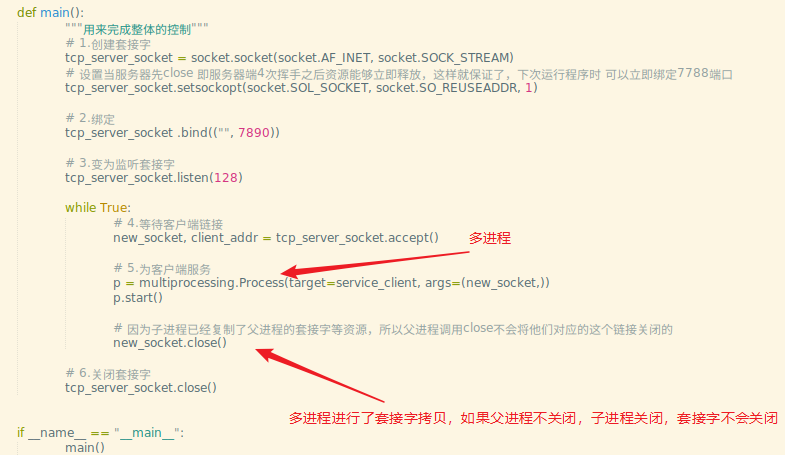 def main():
"""用来完成整体的控制"""
# 1.创建套接字
tcp_server_socket = socket.socket(socket.AF_INET, socket.SOCK_STREAM)
# 设置当服务器先close 即服务器端4次挥手之后资源能够立即释放，这样就保证了，下次运行程序时 可以立即绑定7788端口
tcp_server_socket.setsockopt(socket.SOL_SOCKET, socket.SO_REUSEADDR, 1)
# 2.绑定
tcp_server_socket .bind(("", 7890))
# 3.变为监听套接字
tcp_server_socket.listen(128)
while True:
# 4.等待客户端链接
new_socket, client_addr = tcp_server_socket.accept()
多进程
# 5.为客户端服务
p = multiprocessing.Process(target=service_client, args=(new_socket,))
p.start()
# 因为子进程已经复制了父进程的套接字等资源，所以父进程调用close不会将他们对应的这个链接关闭的
new_socket.close()
# 6.关闭套接字
tcp_server_socket.close()
多进程进行了套接字拷贝，如果父进程不关闭，子进程关闭，套接字不会关闭
if __name__ == "__main__":
main()